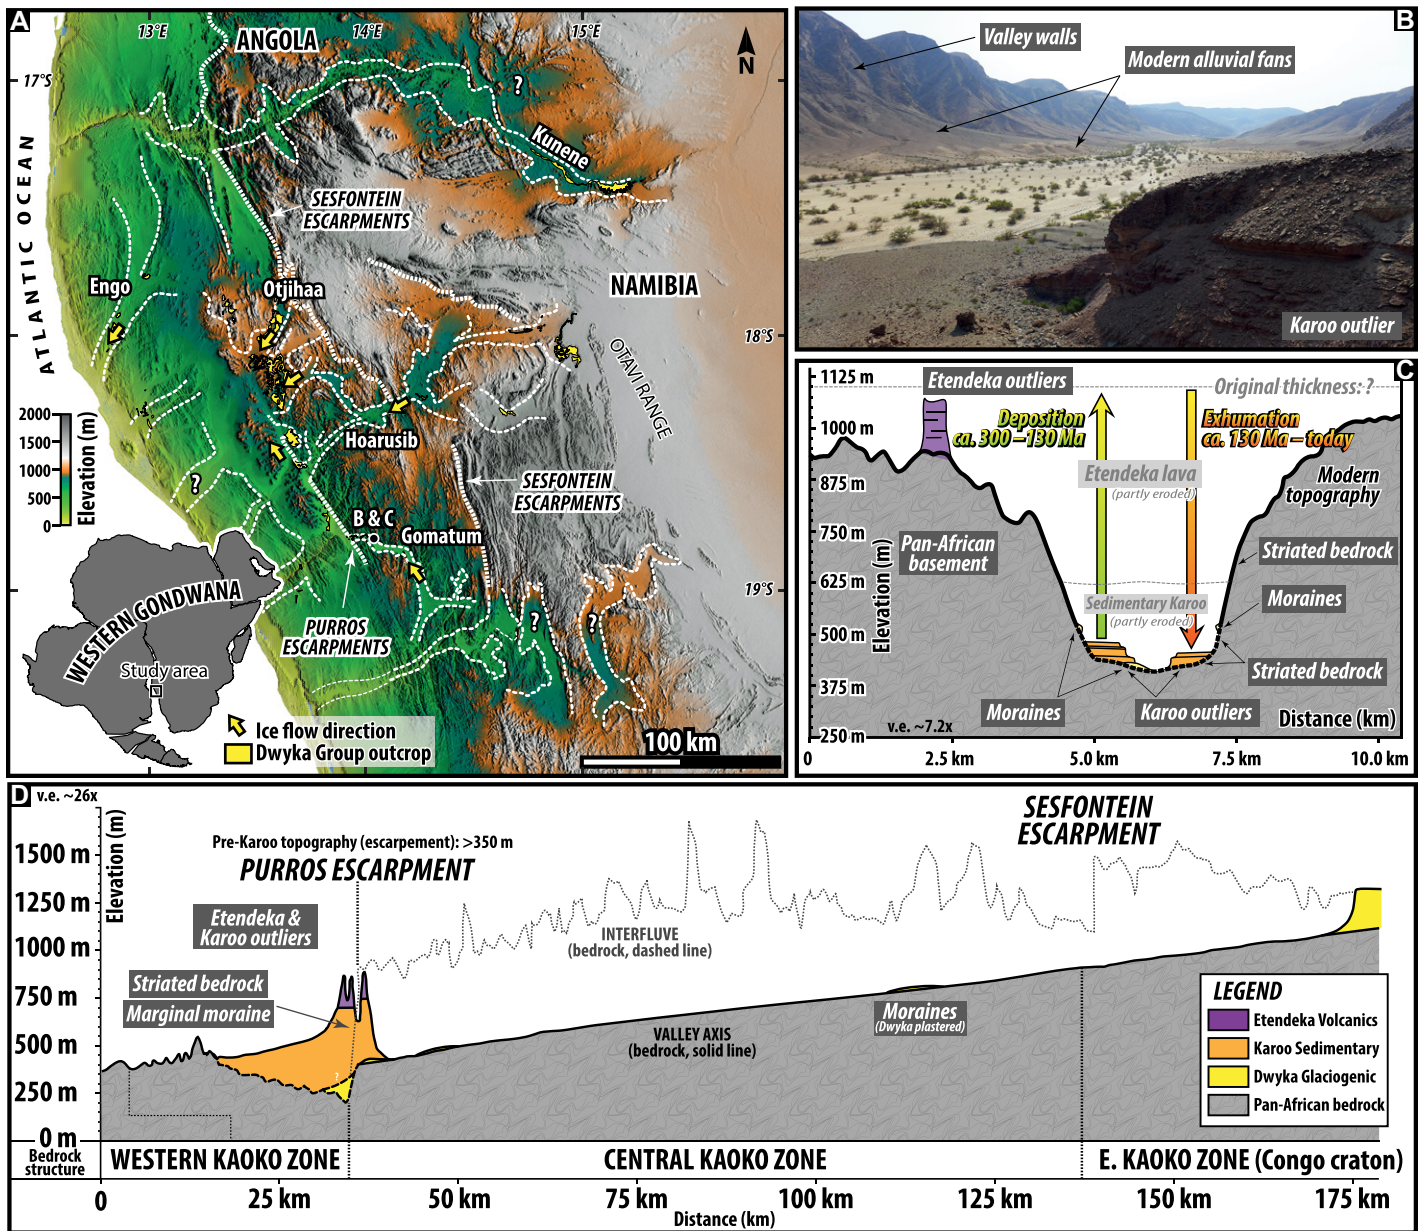 A
13°E
14°E
15°E
ANGOLA
N
17°S
?
Kunene
ATLANTIC OCEAN
SESFONTEIN
ESCARPMENTS
NAMIBIA
Engo
Otjihaa
18°S
OTAVI RANGE
2000
1500
1000
500
0
Elevation (m)
Hoarusib
?
SESFONTEIN
ESCARPMENTS
B & C
Gomatum
19°S
WESTERN GONDWANA
PURROS
ESCARPMENTS
?
?
Study area
Ice flow direction
Dwyka Group outcrop
100 km
B
Valley walls
Modern alluvial fans
Karoo outlier
C
1125 m
Etendeka outliers
Original thickness: ?
Deposition
ca. 300–130 Ma
Exhumation
ca. 130 Ma–today
1000 m
Etendeka lava
(partly eroded)
Modern
topography
875 m
750 m
Pan-African
basement
Striated bedrock
625 m
Elevation (m)
Sedimentary Karoo
(partly eroded)
Moraines
500 m
Striated bedrock
375 m
Moraines
Karoo outliers
Distance (km)
v.e. ~7.2x
250 m
0
2.5 km
5.0 km
7.5 km
10.0 km
D
v.e. ~26x
SESFONTEIN
ESCARPMENT
Elevation (m)
Pre-Karoo topography (escarpement): >350 m
PURROS ESCARPMENT
1500 m
1250 m
Etendeka &
Karoo outliers
INTERFLUVE
(bedrock, dashed line)
1000 m
Striated bedrock
Marginal moraine
750 m
Moraines
(Dwyka plastered)
VALLEY AXIS
(bedrock, solid line)
500 m
?
250 m
0 m
LEGEND
Etendeka Volcanics
Karoo Sedimentary
Dwyka Glaciogenic
Pan-African bedrock
Bedrock
structure
WESTERN KAOKO ZONE
CENTRAL KAOKO ZONE
E. KAOKO ZONE (Congo craton)
0
25 km
50 km
75 km
100 km
125 km
150 km
175 km
Distance (km)